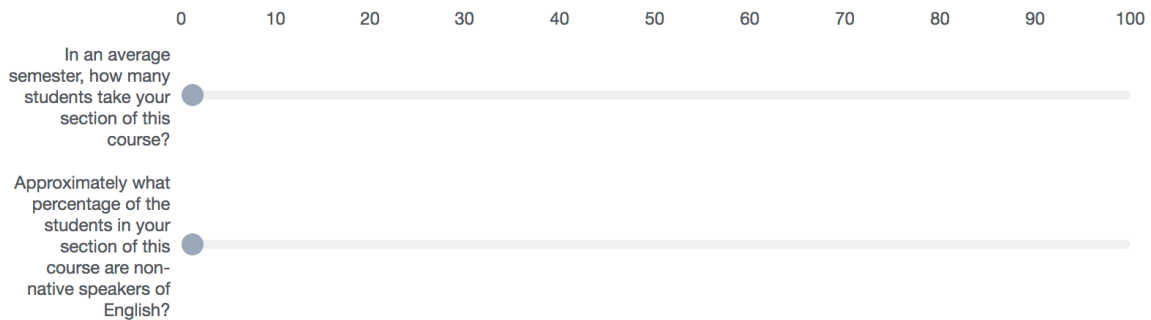 0 10 20 30 40 50 60 70 80 90 100
In an average
semester, how many
students take your
section of this
course?
Approximately what
percentage of the
students in your
section of this
course are non-
native speakers of
English?